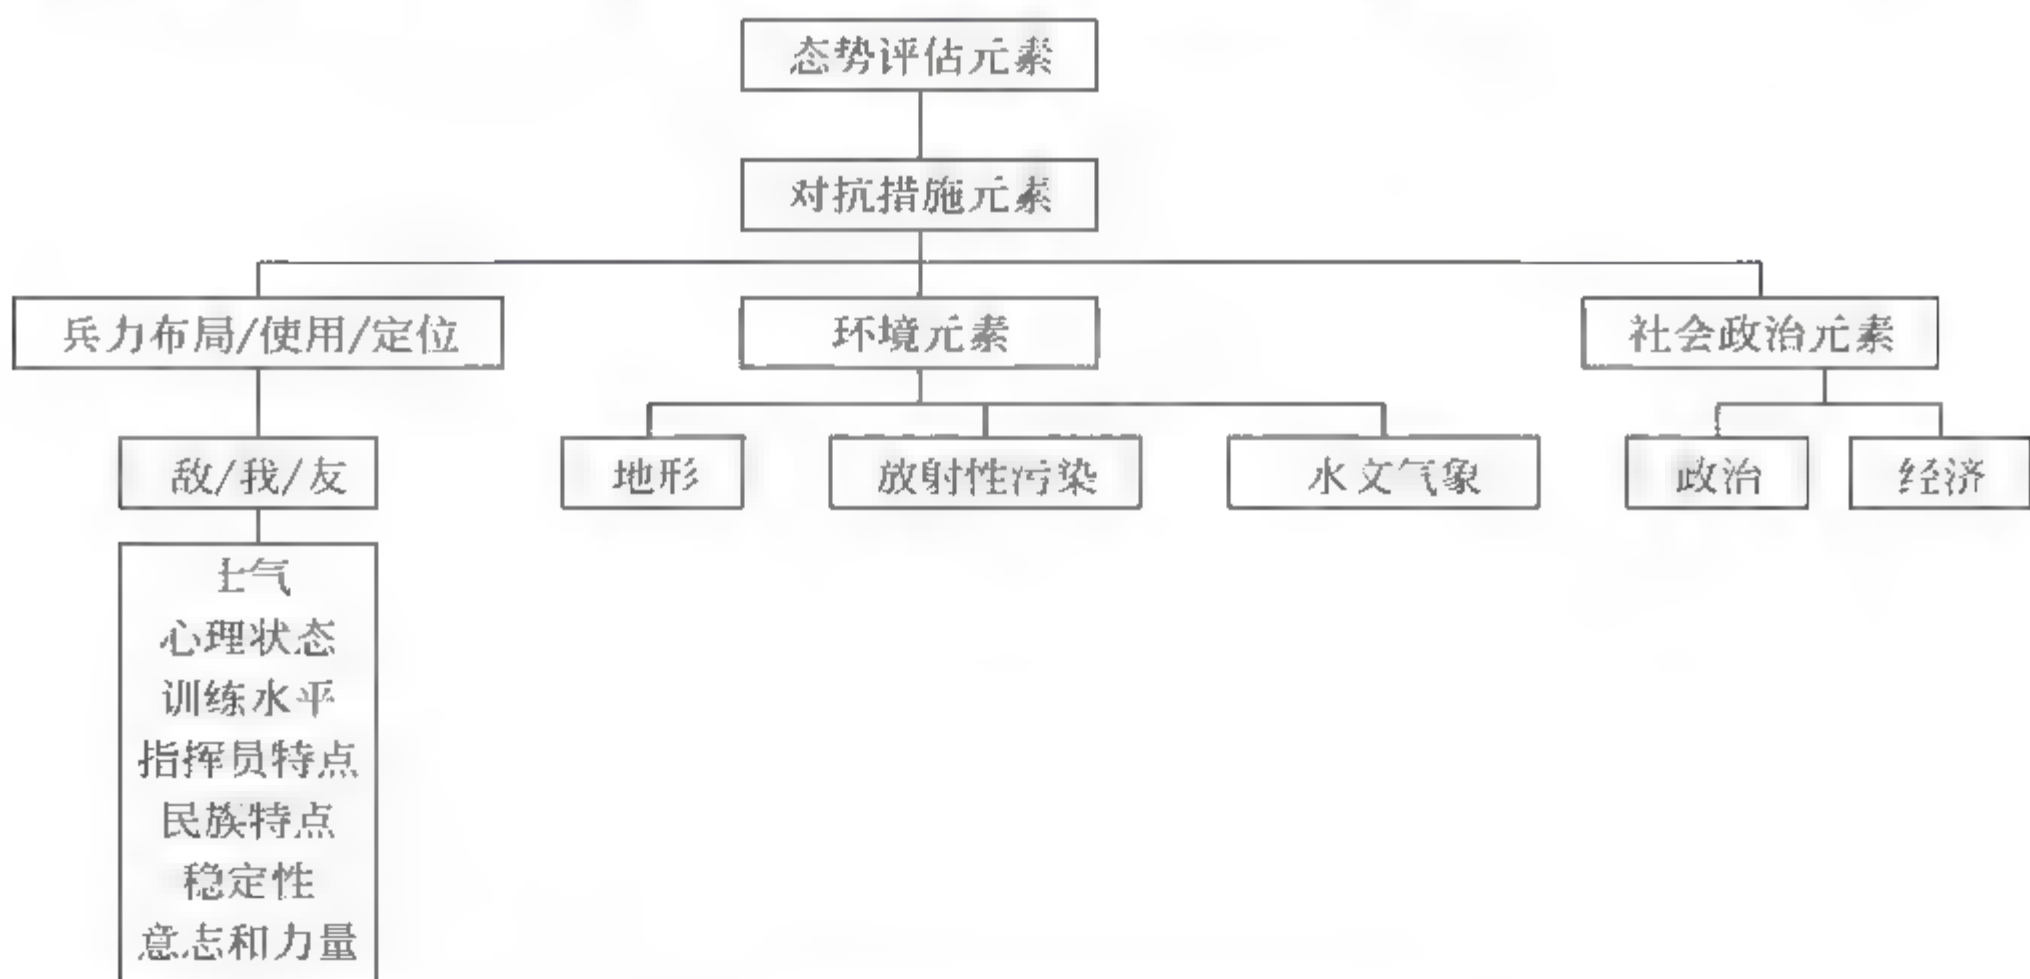 态势评估元素
对抗措施元素
兵力布局/使用/定位
环境元素
社会政治元素
敌/我/友
地形
放射性污染
水文气象
政治
经济
士气
心理状态
训练水平
指挥员特点
民族特点
稳定性
意志和力量